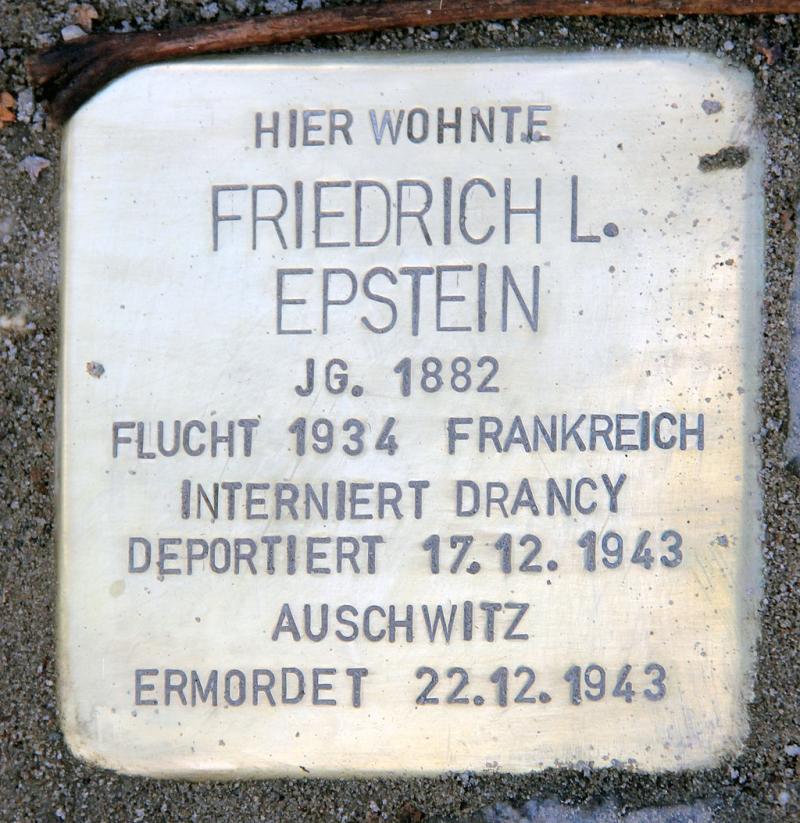 HIER WOHNTE
FRIEDRICH L.
EPSTEIN
JG. 1882
FLUCHT 1934 FRANKREICH
INTERNIERT DRANCY
DEPORTIERT 17.12. 1943
AUSCHWITZ
ERMORDET 22.12.1943